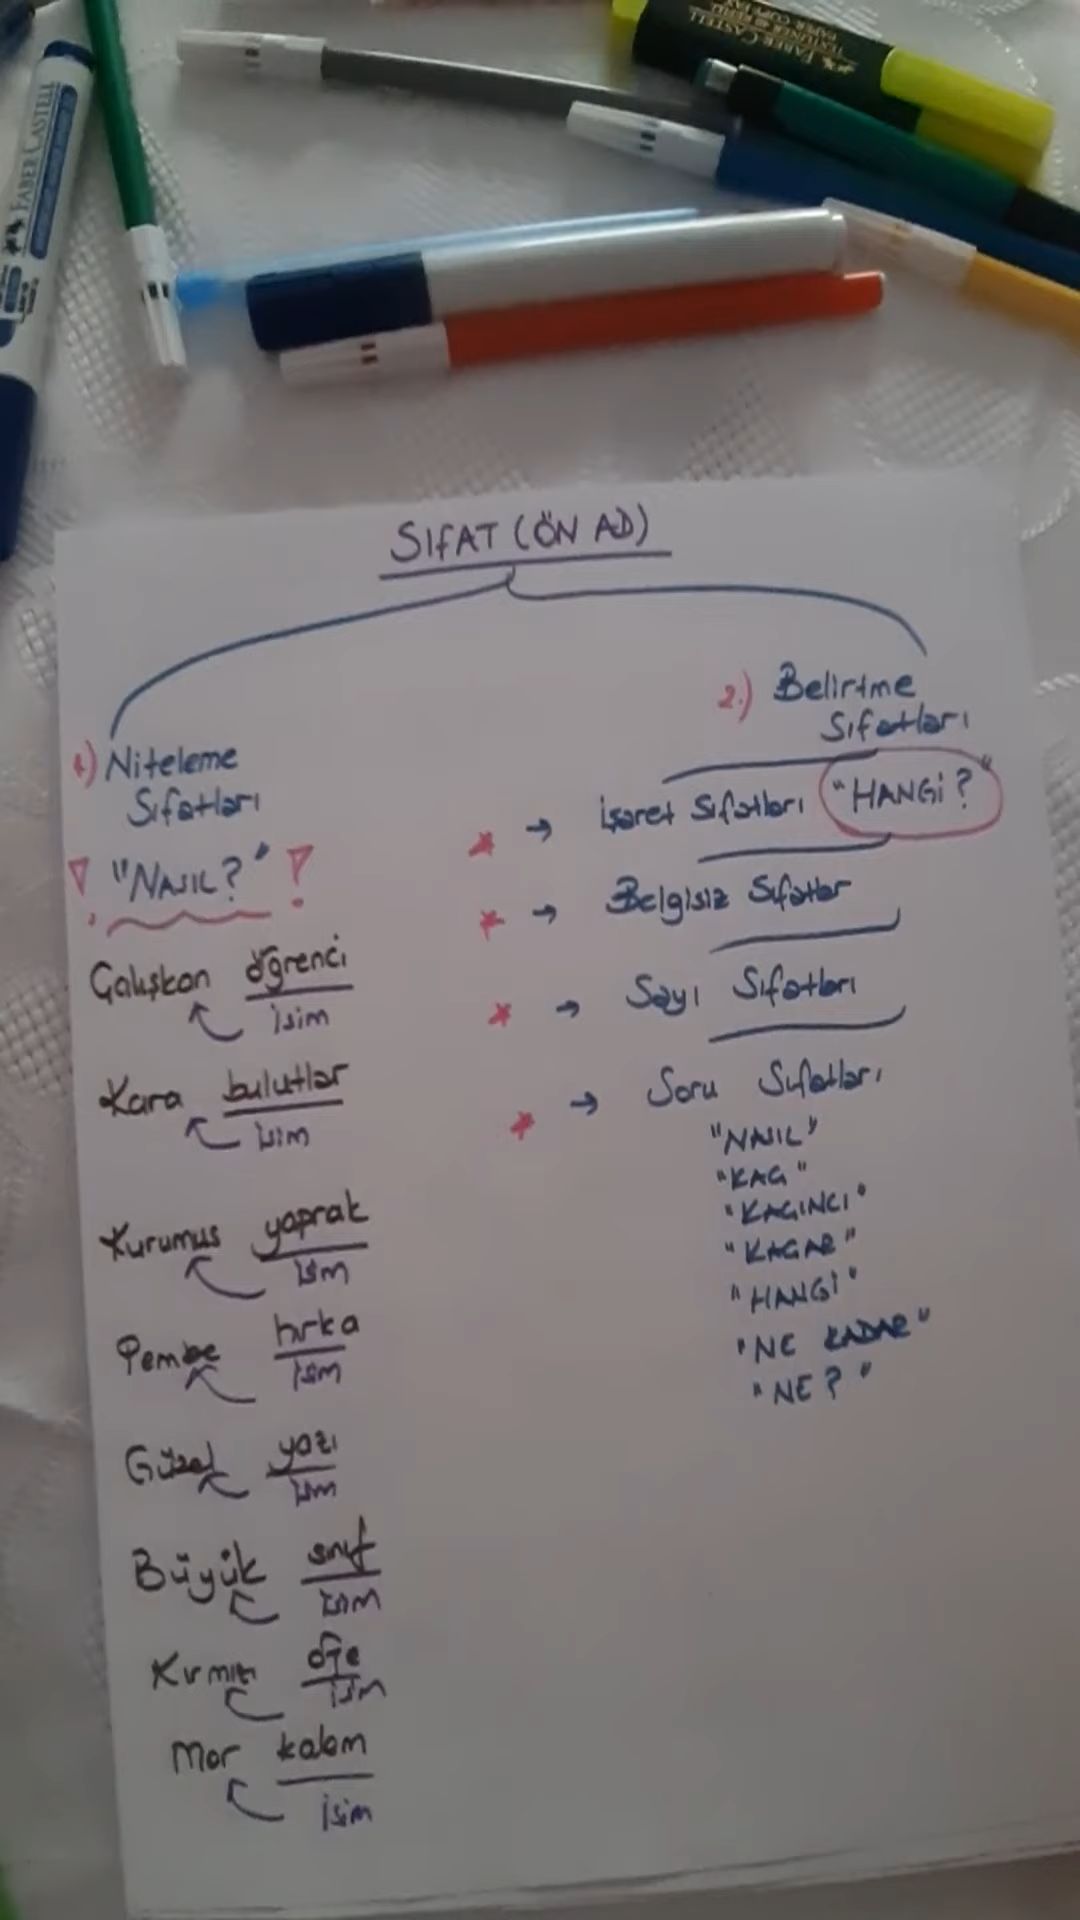 FABER CASTELL
FABER CASTELL
SIFAT (ÖN AD)
1.) Niteleme
Sıfatları
! "NASIL?" !
Çalışkan öğrenci
isim
Kara bulutlar
isim
Kurumuş yaprak
isim
Pembe hırka
isim
Güzel yazı
isim
Büyük sınıf
isim
Kırmızı
isim
Mor kalem
isim
2.) Belirtme
Sıfatları
* → İşaret Sıfatları "HANGİ?"
* → Belgisiz Sıfatlar
* → Sayı Sıfatları
* → Soru Sıfatları
"NASIL"
"KAÇ"
"KAÇINCI"
"KAÇAR"
"HANGİ"
"NE KADAR"
"NE?"